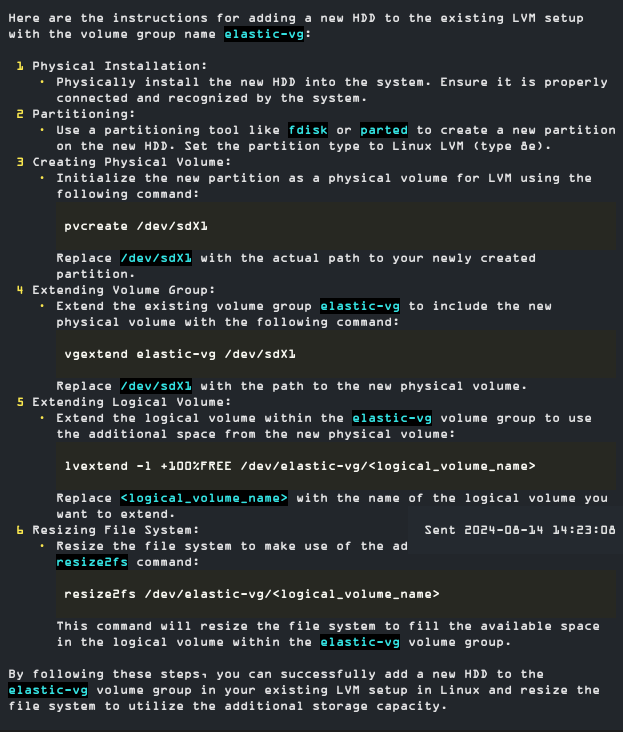 Here are the instructions for adding a new HDD to the existing LVM setup
with the volume group name elastic-vg:
1 Physical Installation:
• Physically install the new HDD into the system. Ensure it is properly
connected and recognized by the system.
2 Partitioning:
• Use a partitioning tool like fdisk or parted to create a new partition
on the new HDD. Set the partition type to Linux LVM (type 8e).
3 Creating Physical Volume:
• Initialize the new partition as a physical volume for LVM using the
following command:
pvcreate /dev/sdX1
Replace /dev/sdX1 with the actual path to your newly created
partition.
4 Extending Volume Group:
• Extend the existing volume group elastic-vg to include the new
physical volume with the following command:
vgextend elastic-vg /dev/sdX1
Replace /dev/sdX1 with the path to the new physical volume.
5 Extending Logical Volume:
• Extend the logical volume within the elastic-vg volume group to use
the additional space from the new physical volume:
lvextend -l +100%FREE /dev/elastic-vg/<logical_volume_name>
Replace <logical_volume_name> with the name of the logical volume you
want to extend.
6 Resizing File System:
Sent 2024-08-14 14:23:08
• Resize the file system to make use of the ad
resize2fs command:
resize2fs /dev/elastic-vg/<logical_volume_name>
This command will resize the file system to fill the available space
in the logical volume within the elastic-vg volume group.
By following these steps, you can successfully add a new HDD to the
elastic-vg volume group in your existing LVM setup in Linux and resize the
file system to utilize the additional storage capacity.